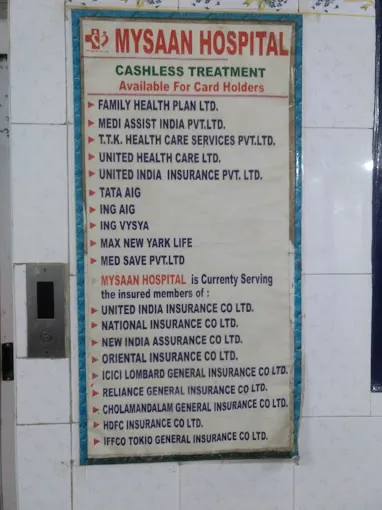 MYSAAN HOSPITAL
CASHLESS TREATMENT
Available For Card Holders
FAMILY HEALTH PLAN LTD.
MEDI ASSIST INDIA PVT.LTD.
T.T.K. HEALTH CARE SERVICES PVT.LTD.
UNITED HEALTH CARE LTD.
UNITED INDIA INSURANCE PVT. LTD.
TATA AIG
ING AIG
ING VYSYA
MAX NEW YARK LIFE
MED SAVE PVT.LTD
MYSAAN HOSPITAL is Currenty Serving
the insured members of :
UNITED INDIA INSURANCE CO LTD.
NATIONAL INSURANCE CO LTD.
NEW INDIA ASSURANCE CO LTD.
ORIENTAL INSURANCE CO LTD.
ICICI LOMBARD GENERAL INSURANCE CO LTD.
RELIANCE GENERAL INSURANCE CO LTD.
CHOLAMANDALAM GENERAL INSURANCE CO LTD.
HDFC INSURANCE CO LTD.
IFFCO TOKIO GENERAL INSURANCE CO LTD.